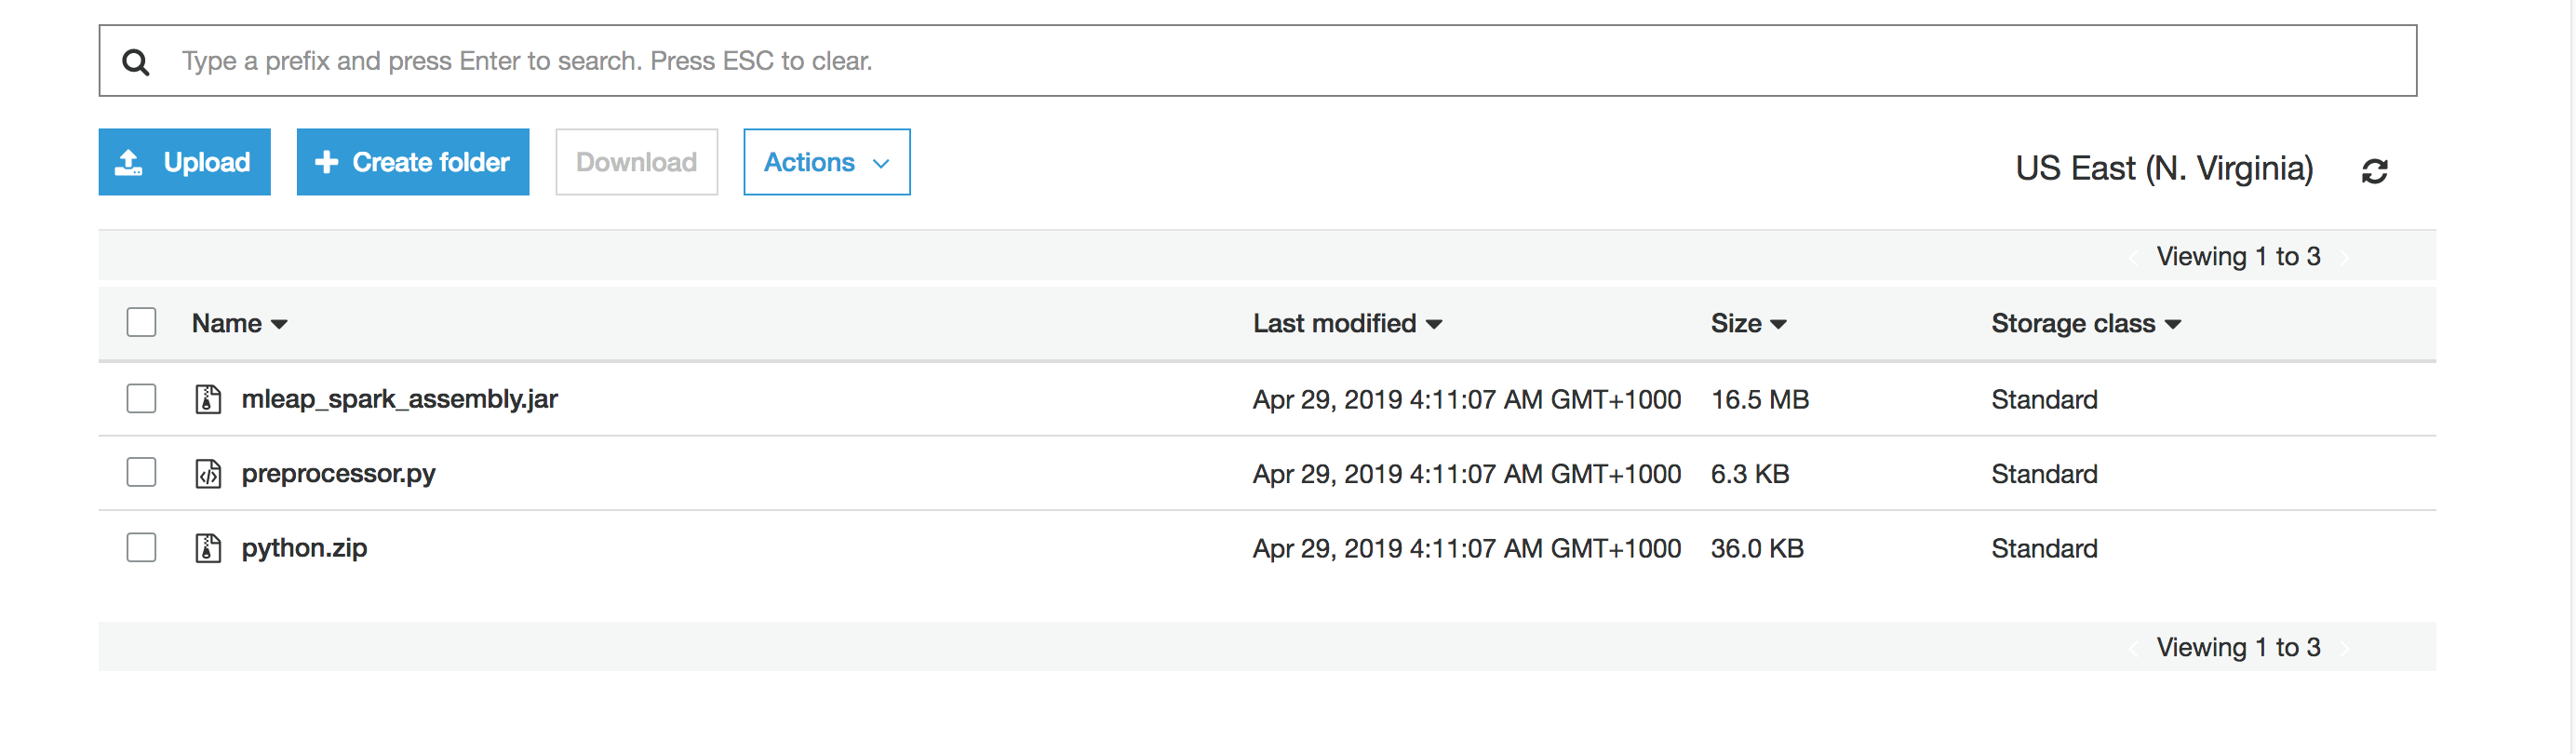 Type a prefix and press Enter to search. Press ESC to clear.
Upload Create folder Download Actions US East (N. Virginia)
Viewing 1 to 3
Name Last modified Size Storage class
mleap_spark_assembly.jar Apr 29, 2019 4:11:07 AM GMT+1000 16.5 MB Standard
preprocessor.py Apr 29, 2019 4:11:07 AM GMT+1000 6.3 KB Standard
python.zip Apr 29, 2019 4:11:07 AM GMT+1000 36.0 KB Standard
Viewing 1 to 3